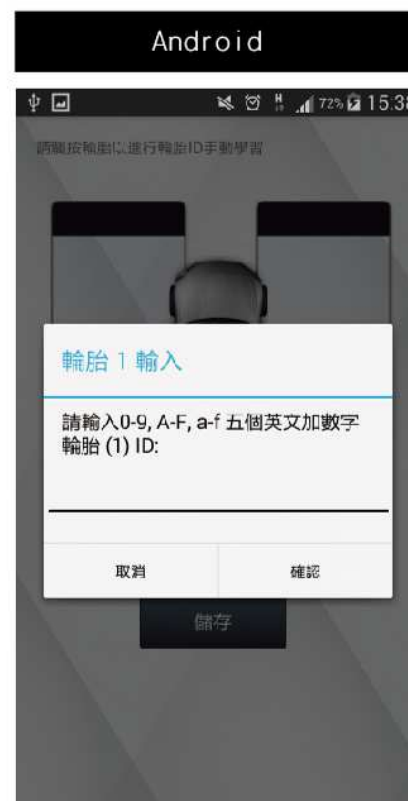 Android
72% 15:38
請觸按輪胎以進行輪胎ID手動學習
輪胎 1 輸入
請輸入0-9, A-F, a-f 五個英文加數字
輪胎 (1) ID:
取消
確認
儲存